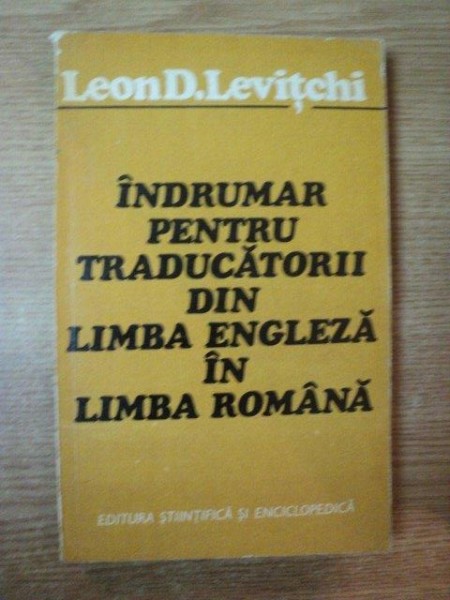 Leon D. Levițchi
ÎNDRUMAR
PENTRU
TRADUCĂTORII
DIN
LIMBA ENGLEZĂ
ÎN
LIMBA ROMÂNĂ
EDITURA ȘTIINȚIFICĂ ȘI ENCICLOPEDICĂ